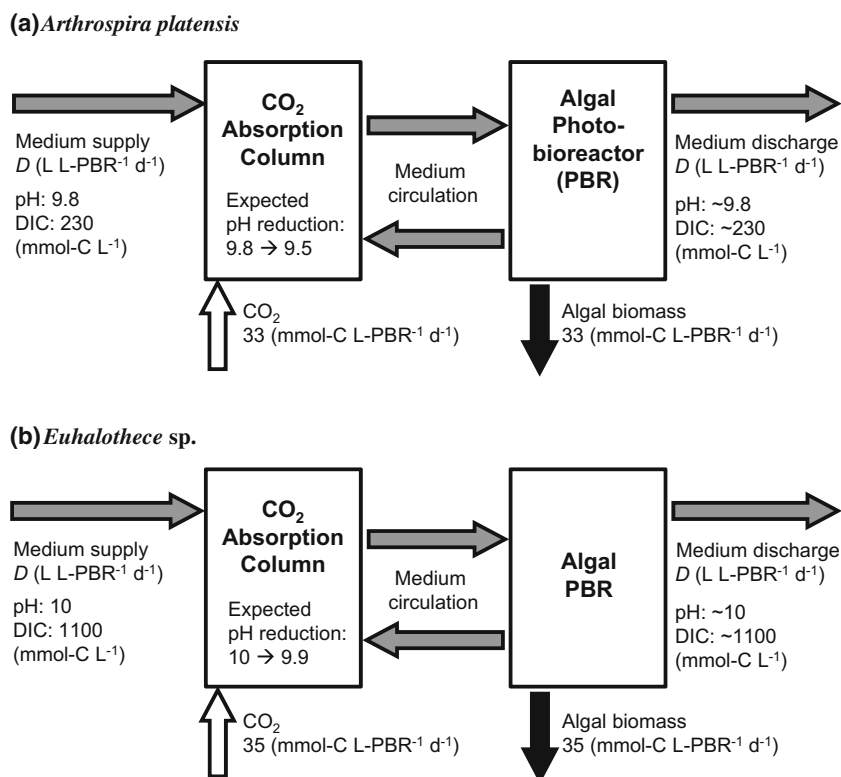 (a) Arthrospira platensis
CO2
Absorption
Column
Expected
pH reduction:
9.8 → 9.5
Algal
Photo-
bioreactor
(PBR)
Medium supply
D (L L-PBR-1 d-1)
pH: 9.8
DIC: 230
(mmol-C L-1)
Medium
circulation
Medium discharge
D (L L-PBR-1 d-1)
pH: ~9.8
DIC: ~230
(mmol-C L-1)
CO2
33 (mmol-C L-PBR-1 d-1)
Algal biomass
33 (mmol-C L-PBR-1 d-1)
(b) Euhalothece sp.
CO2
Absorption
Column
Expected
pH reduction:
10 → 9.9
Algal
PBR
Medium supply
D (L L-PBR-1 d-1)
pH: 10
DIC: 1100
(mmol-C L-1)
Medium
circulation
Medium discharge
D (L L-PBR-1 d-1)
pH: ~10
DIC: ~1100
(mmol-C L-1)
CO2
35 (mmol-C L-PBR-1 d-1)
Algal biomass
35 (mmol-C L-PBR-1 d-1)